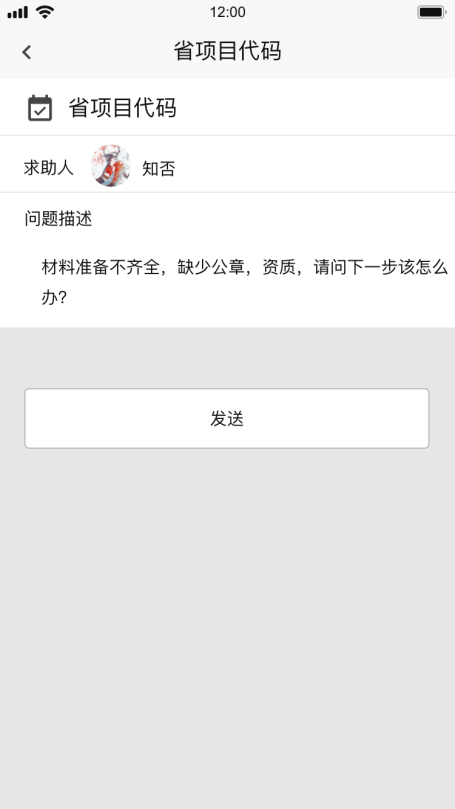 12:00
省项目代码
省项目代码
求助人 知否
问题描述
材料准备不齐全，缺少公章，资质，请问下一步该怎么
办？
发送